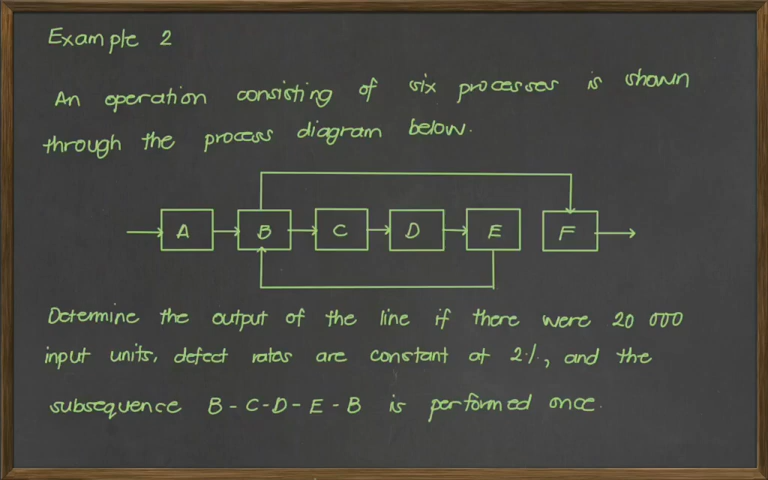 Example 2
An operation consisting of six processes is shown
through the process diagram below.
A B C D E F
Determine the output of the line if there were 20 000
input units, defect rates are constant at 2%, and the
subsequence B-C-D-E-B is performed once.